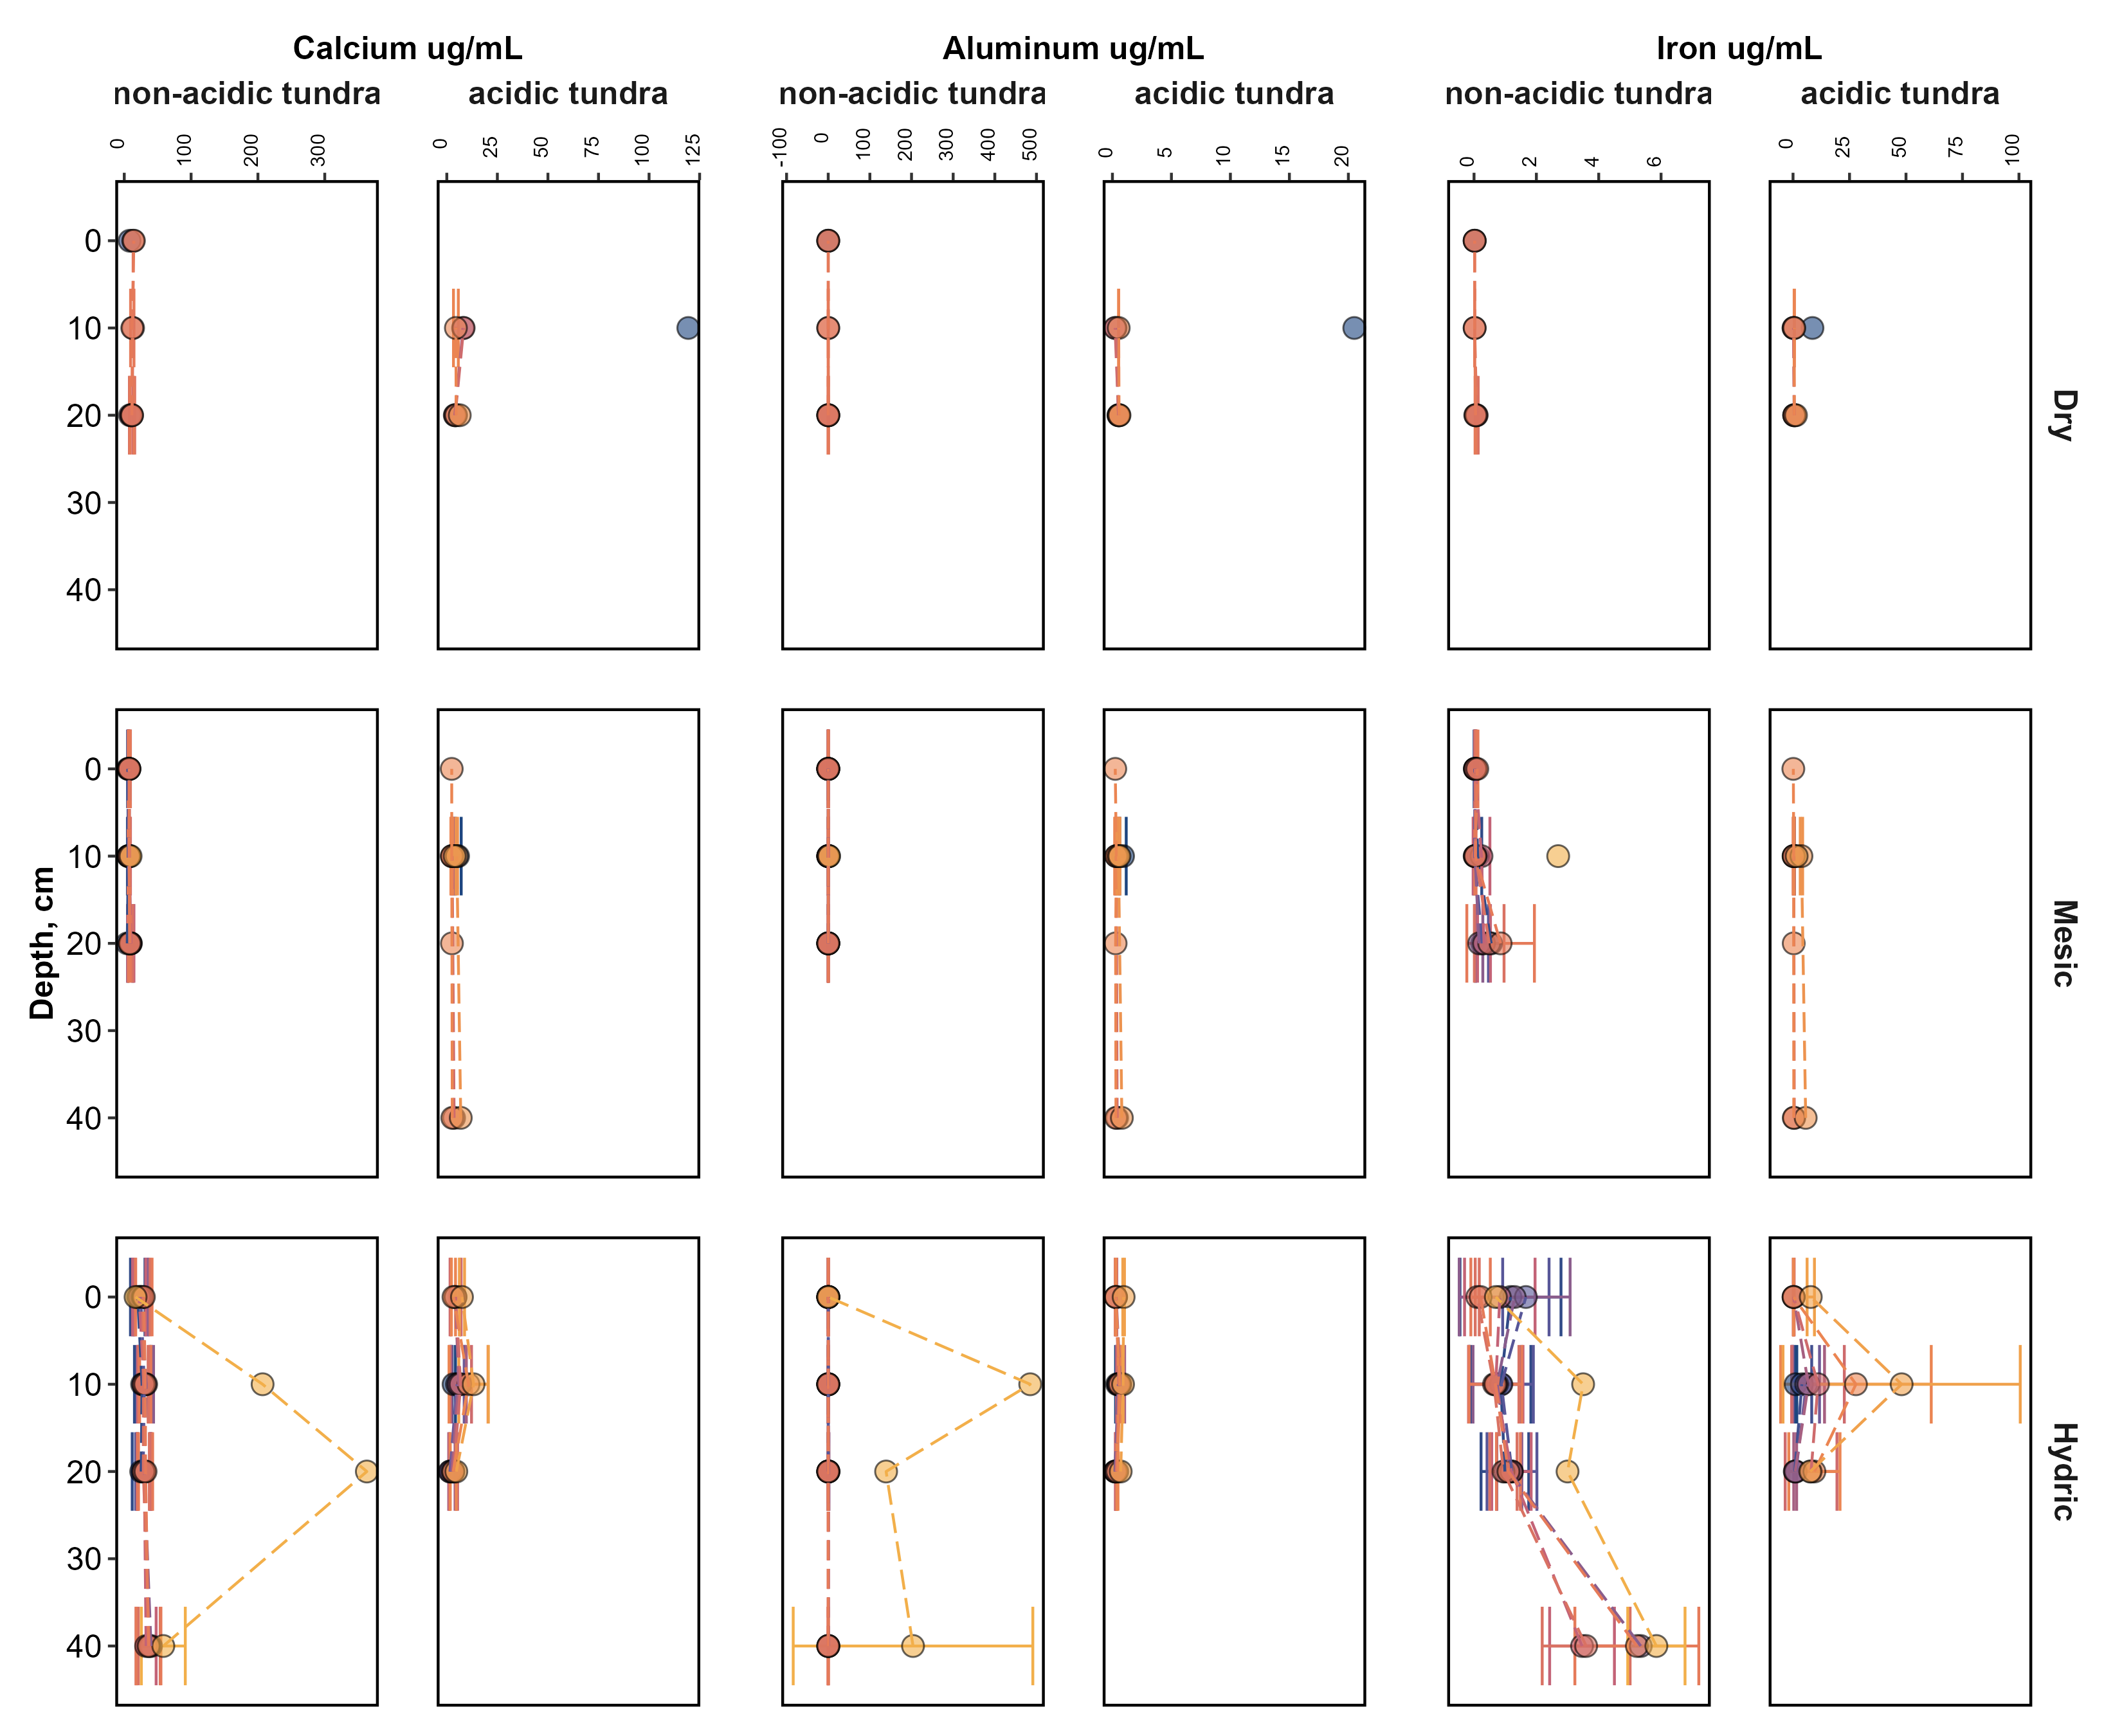 Calcium ug/mL Aluminum ug/mL Iron ug/mL
non-acidic tundra acidic tundra non-acidic tundra acidic tundra non-acidic tundra acidic tundra
0 100 200 300 0 25 50 75 100 125 -100 0 100 200 300 400 500 0 5 10 15 20 0 2 4 6 0 25 50 75 100
0
10
20
30
40
Dry
Depth, cm
0
10
20
30
40
Mesic
0
10
20
30
40
Hydric